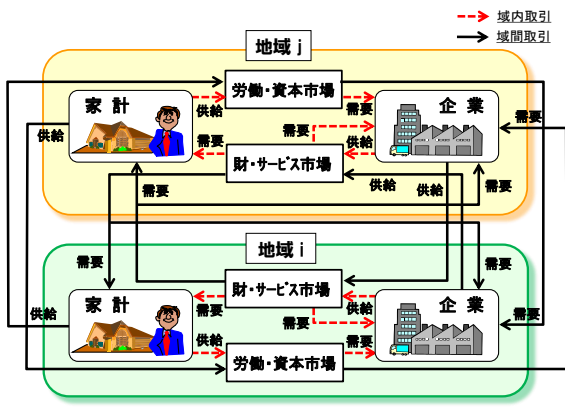 域内取引
域間取引
地域 j
家 計
供給
労働・資本市場
需要
企 業
需要
供給
需要
需要
供給
需要
財・サービス市場
供給
供給
需要
需要
地域 i
需要
需要
家 計
供給
需要
財・サービス市場
需要
供給
企 業
需要
供給
労働・資本市場
需要